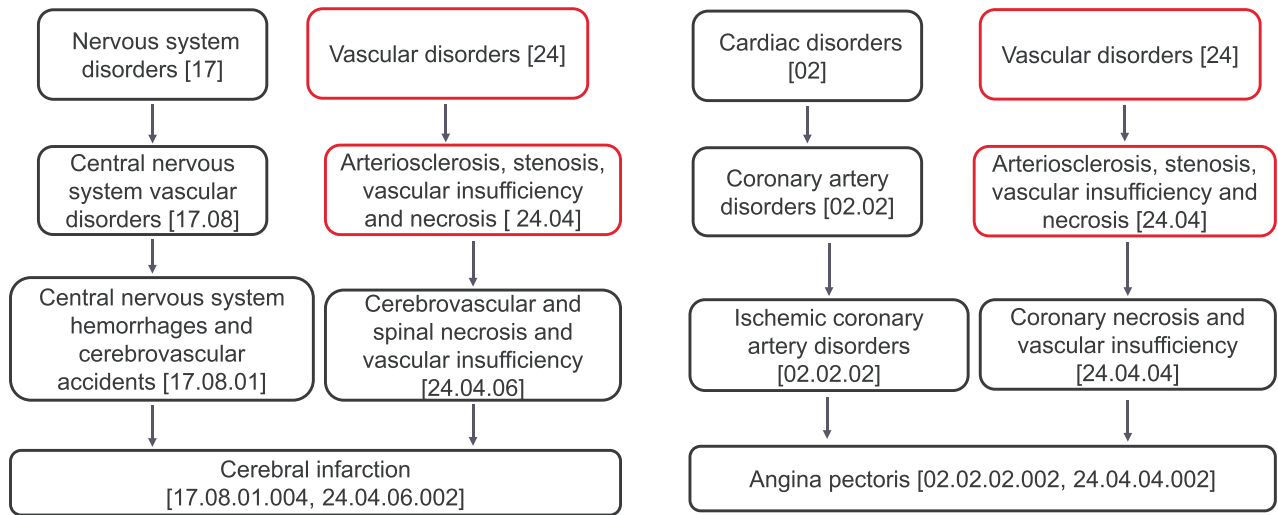 Nervous system
disorders [17]
Vascular disorders [24]
Central nervous
system vascular
disorders [17.08]
Arteriosclerosis, stenosis,
vascular insufficiency
and necrosis [ 24.04]
Central nervous system
hemorrhages and
cerebrovascular
accidents [17.08.01]
Cerebrovascular and
spinal necrosis and
vascular insufficiency
[24.04.06]
Cerebral infarction
[17.08.01.004, 24.04.06.002]
Cardiac disorders
[02]
Vascular disorders [24]
Coronary artery
disorders [02.02]
Arteriosclerosis, stenosis,
vascular insufficiency and
necrosis [24.04]
Ischemic coronary
artery disorders
[02.02.02]
Coronary necrosis and
vascular insufficiency
[24.04.04]
Angina pectoris [02.02.02.002, 24.04.04.002]